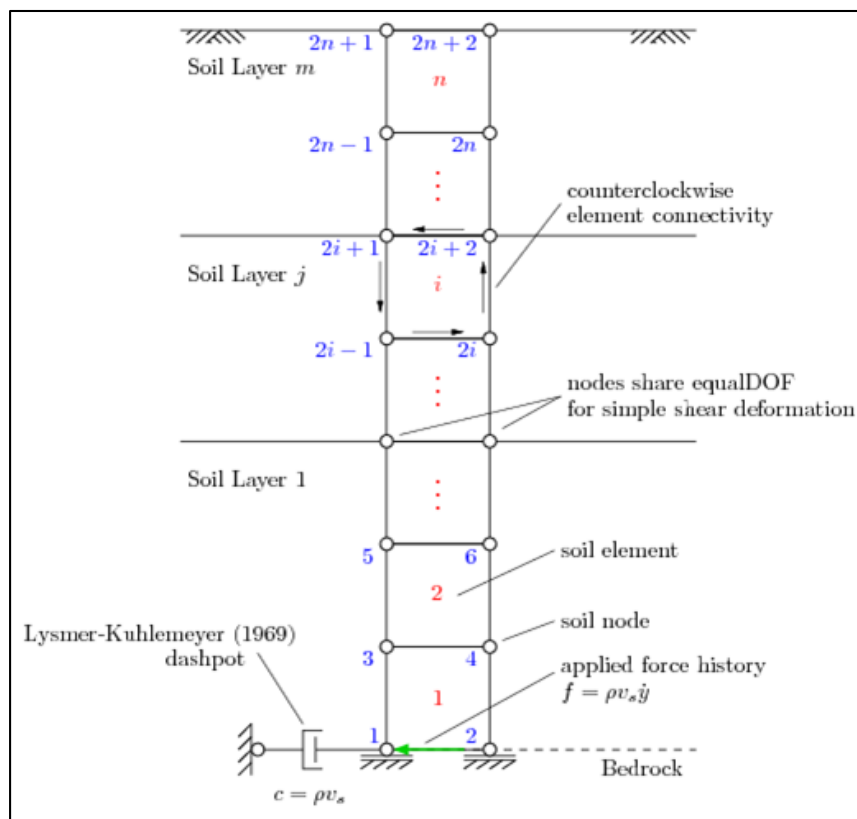 2n + 1 2n + 2
Soil Layer m
n
2n − 1 2n
⋮
counterclockwise
element connectivity
2i + 1 2i + 2
Soil Layer j
i
2i − 1 2i
⋮
nodes share equalDOF
for simple shear deformation
Soil Layer 1
⋮
5 6
soil element
2
soil node
Lysmer-Kuhlemeyer (1969)
dashpot
3 4
applied force history
f = ρvₛẏ
1
1 2
Bedrock
c = ρvₛ